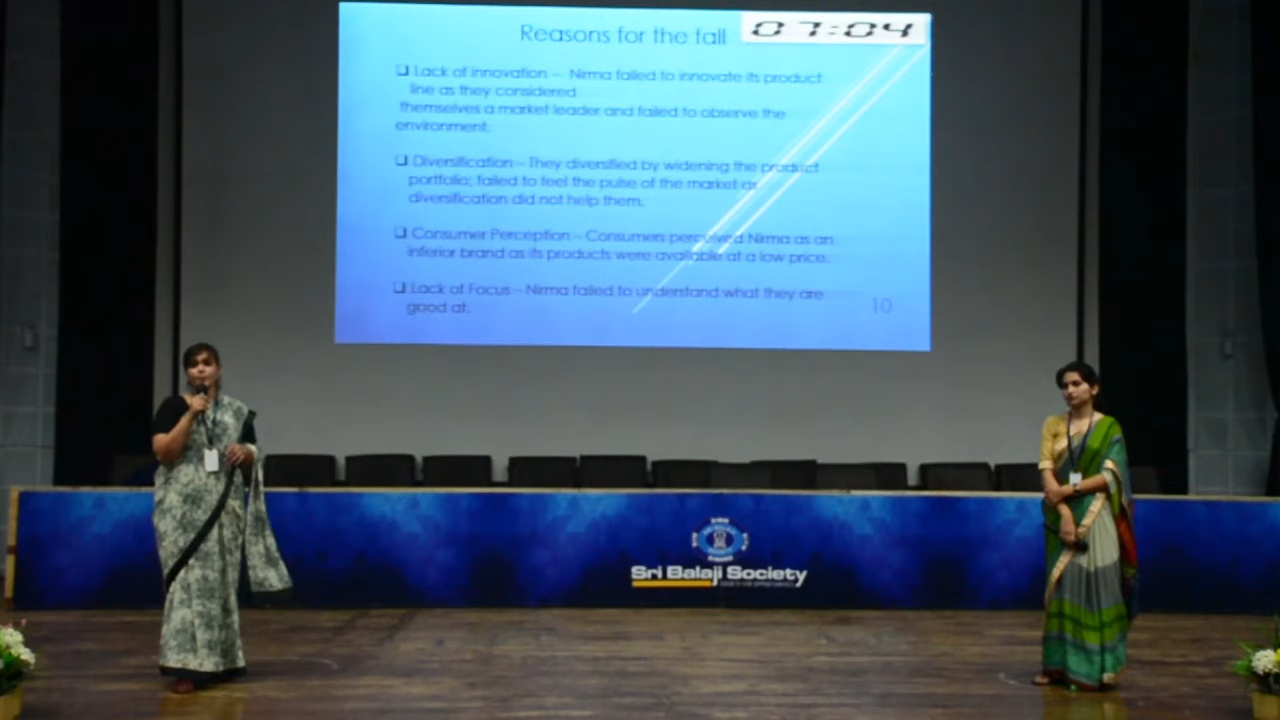 Reasons for the fall
07:04
❑ Lack of innovation – Nirma failed to innovate its product
line as they considered
themselves a market leader and failed to observe the
environment.
❑ Diversification – They diversified by widening the product
portfolio; failed to feel the pulse of the market as
diversification did not help them.
❑ Consumer Perception – Consumers perceived Nirma as an
inferior brand as its products were available at a low price.
❑ Lack of Focus – Nirma failed to understand what they are
good at.
10
Sri Balaji Society